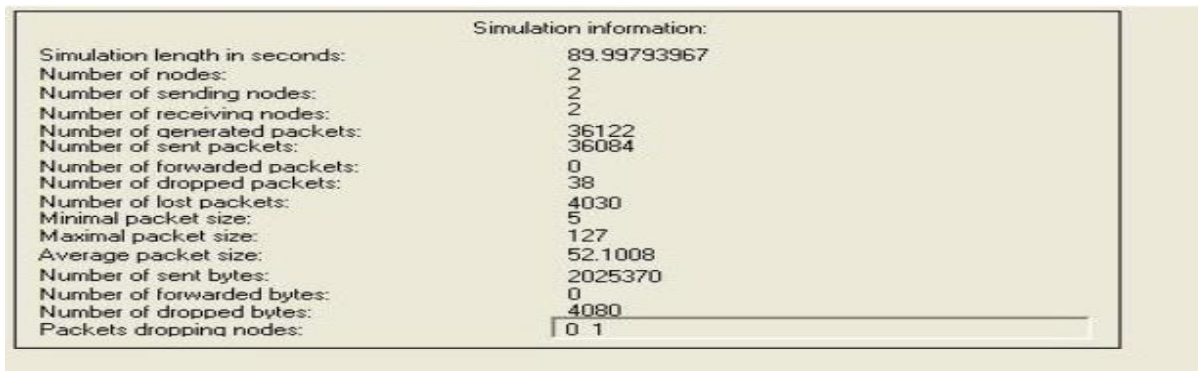 Simulation information:
Simulation length in seconds: 89.99793967
Number of nodes: 2
Number of sending nodes: 2
Number of receiving nodes: 2
Number of generated packets: 36122
Number of sent packets: 36084
Number of forwarded packets: 0
Number of dropped packets: 38
Number of lost packets: 4030
Minimal packet size: 5
Maximal packet size: 127
Average packet size: 52.1008
Number of sent bytes: 2025370
Number of forwarded bytes: 0
Number of dropped bytes: 4080
Packets dropping nodes: 0 1